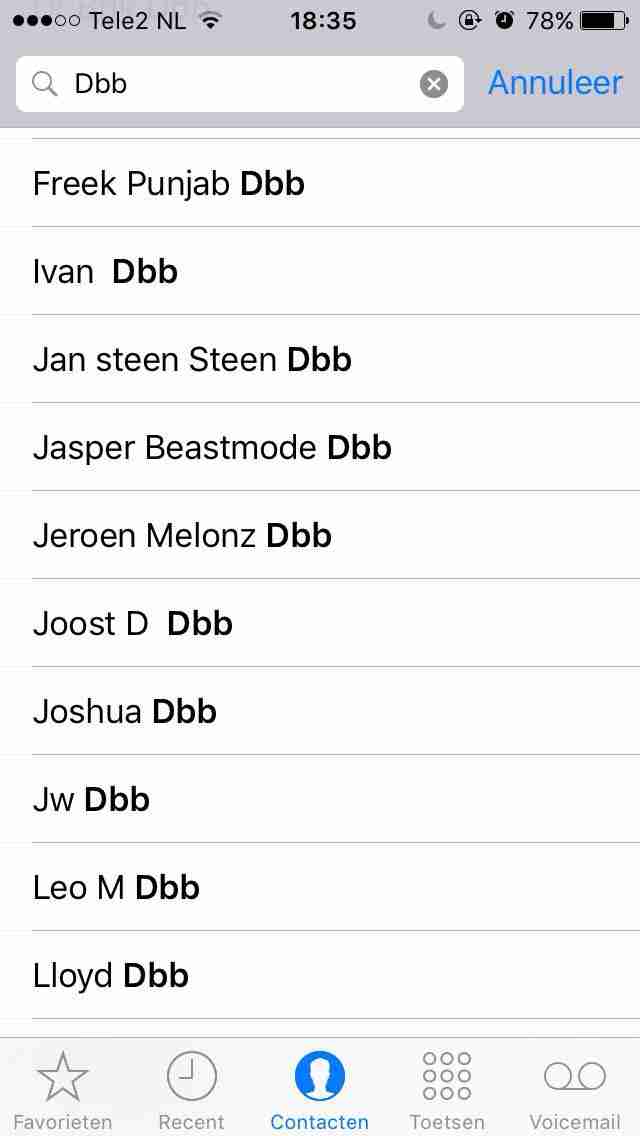 Tele2 NL 18:35 78%
Dbb Annuleer
Freek Punjab Dbb
Ivan Dbb
Jan steen Steen Dbb
Jasper Beastmode Dbb
Jeroen Melonz Dbb
Joost D Dbb
Joshua Dbb
Jw Dbb
Leo M Dbb
Lloyd Dbb
Favorieten Recent Contacten Toetsen Voicemail